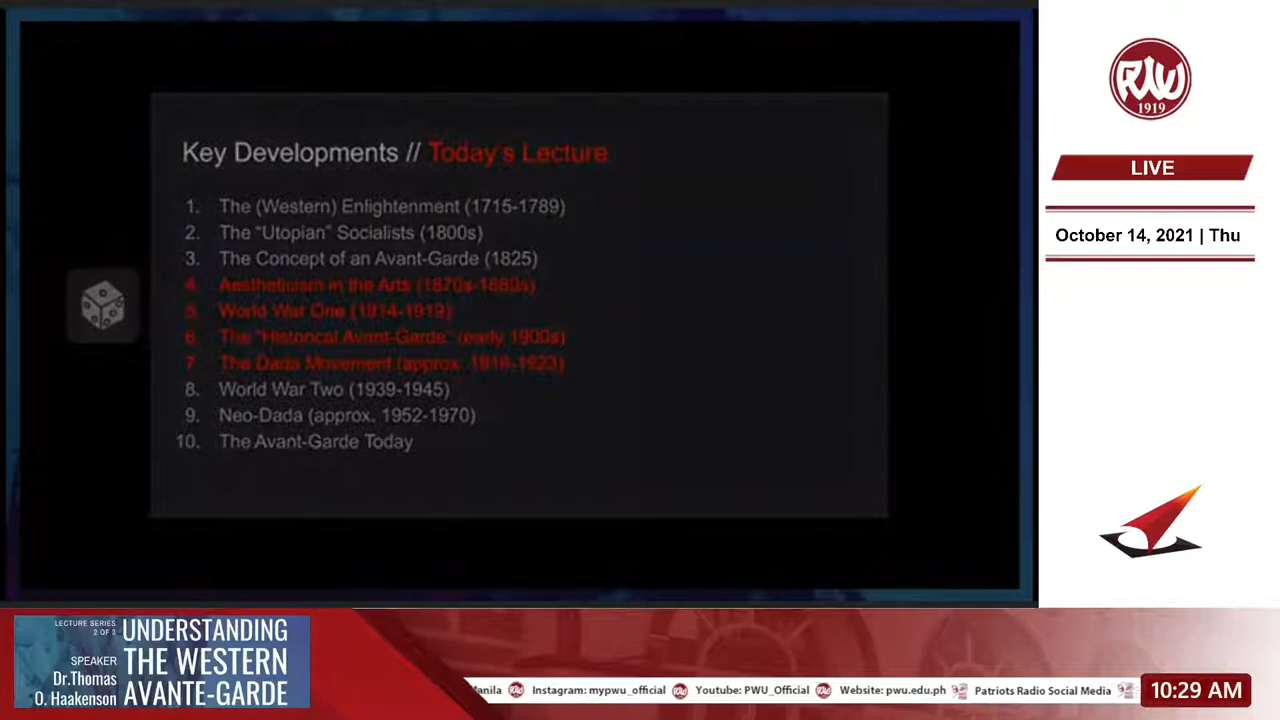 Key Developments // Today's Lecture
1. The (Western) Enlightenment (1715-1789)
2. The "Utopian" Socialists (1800s)
3. The Concept of an Avant-Garde (1825)
4. Aestheticism in the Arts (1870s-1880s)
5. World War One (1914-1919)
6. The "Historical Avant-Garde" (early 1900s)
7. The Dada Movement (approx. 1916-1923)
8. World War Two (1939-1945)
9. Neo-Dada (approx. 1952-1970)
10. The Avant-Garde Today
PWU
1919
LIVE
October 14, 2021 | Thu
LECTURE SERIES
2 OF 3
UNDERSTANDING
THE WESTERN
AVANTE-GARDE
SPEAKER
Dr.Thomas
O. Haakenson
Manila Instagram: mypwu_official Youtube: PWU_Official Website: pwu.edu.ph Patriots Radio Social Media
10:29 AM